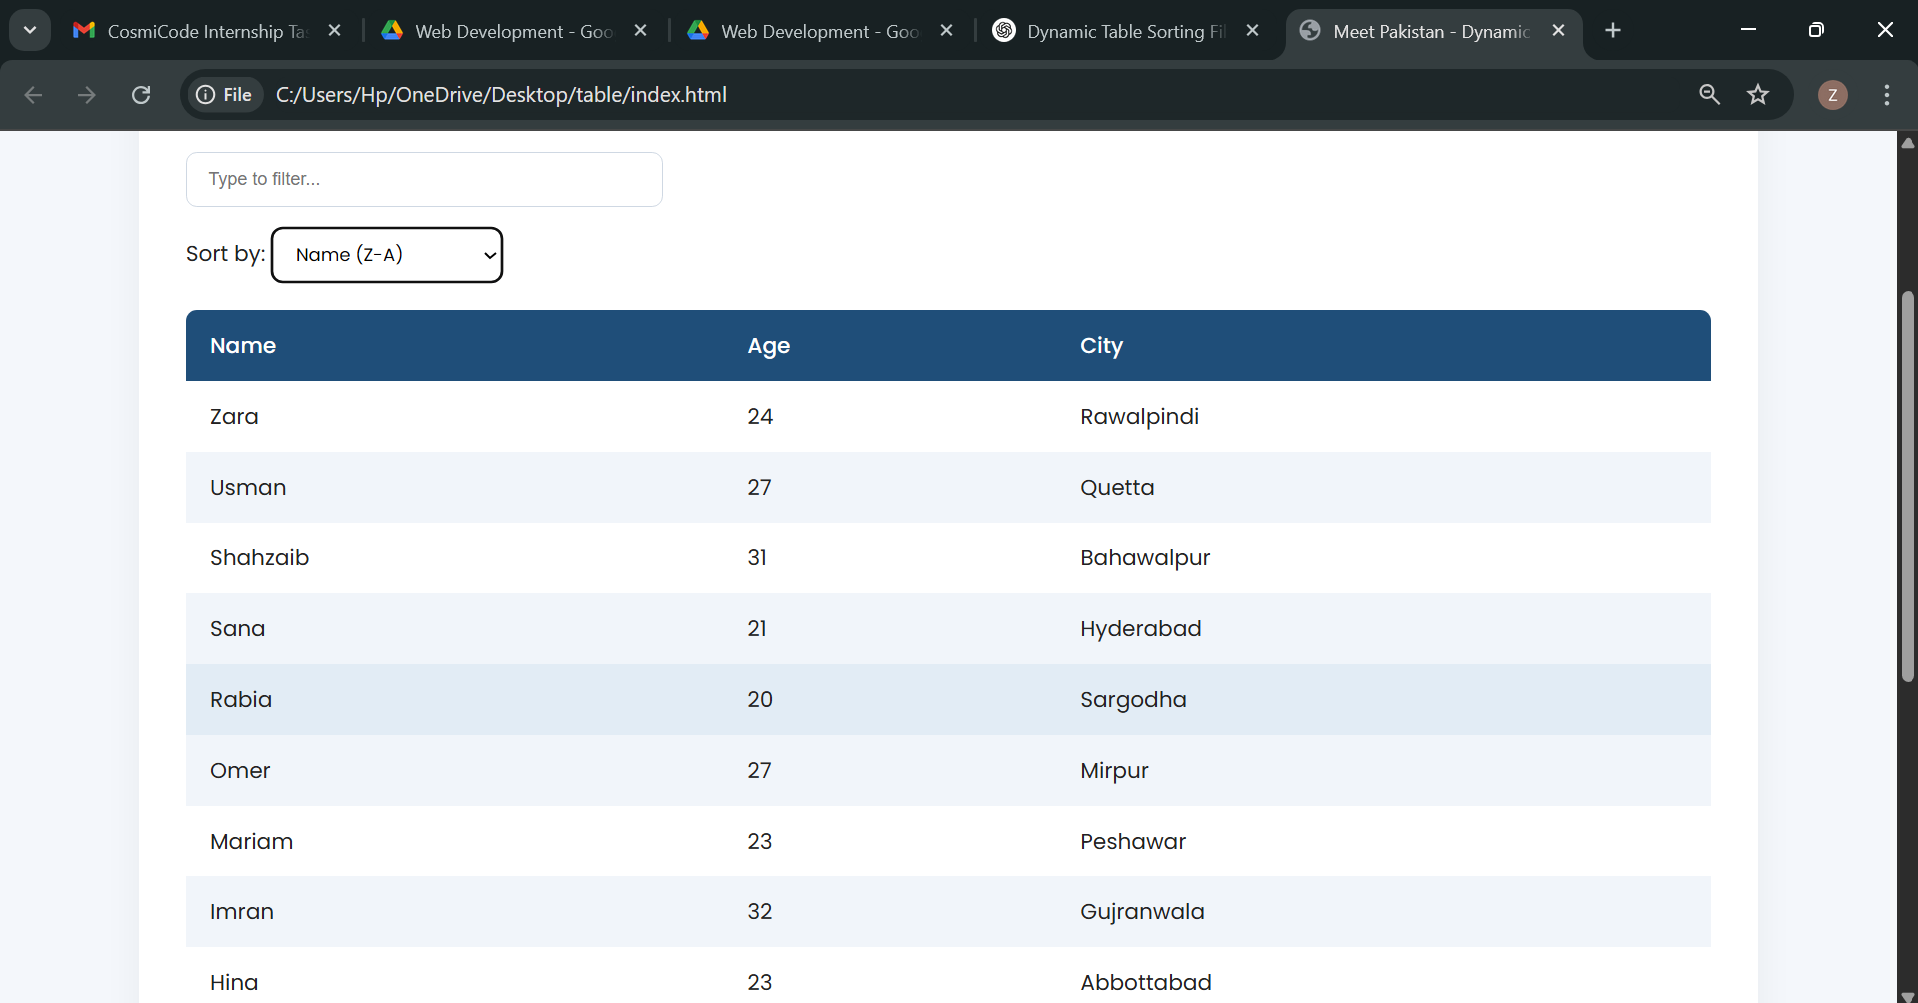 CosmiCode Internship Ta
Web Development - Goo
Web Development - Goo
Dynamic Table Sorting Fil
Meet Pakistan - Dynamic
File
C:/Users/Hp/OneDrive/Desktop/table/index.html
Z
Type to filter...
Sort by: Name (Z-A)
Name Age City
Zara 24 Rawalpindi
Usman 27 Quetta
Shahzaib 31 Bahawalpur
Sana 21 Hyderabad
Rabia 20 Sargodha
Omer 27 Mirpur
Mariam 23 Peshawar
Imran 32 Gujranwala
Hina 23 Abbottabad